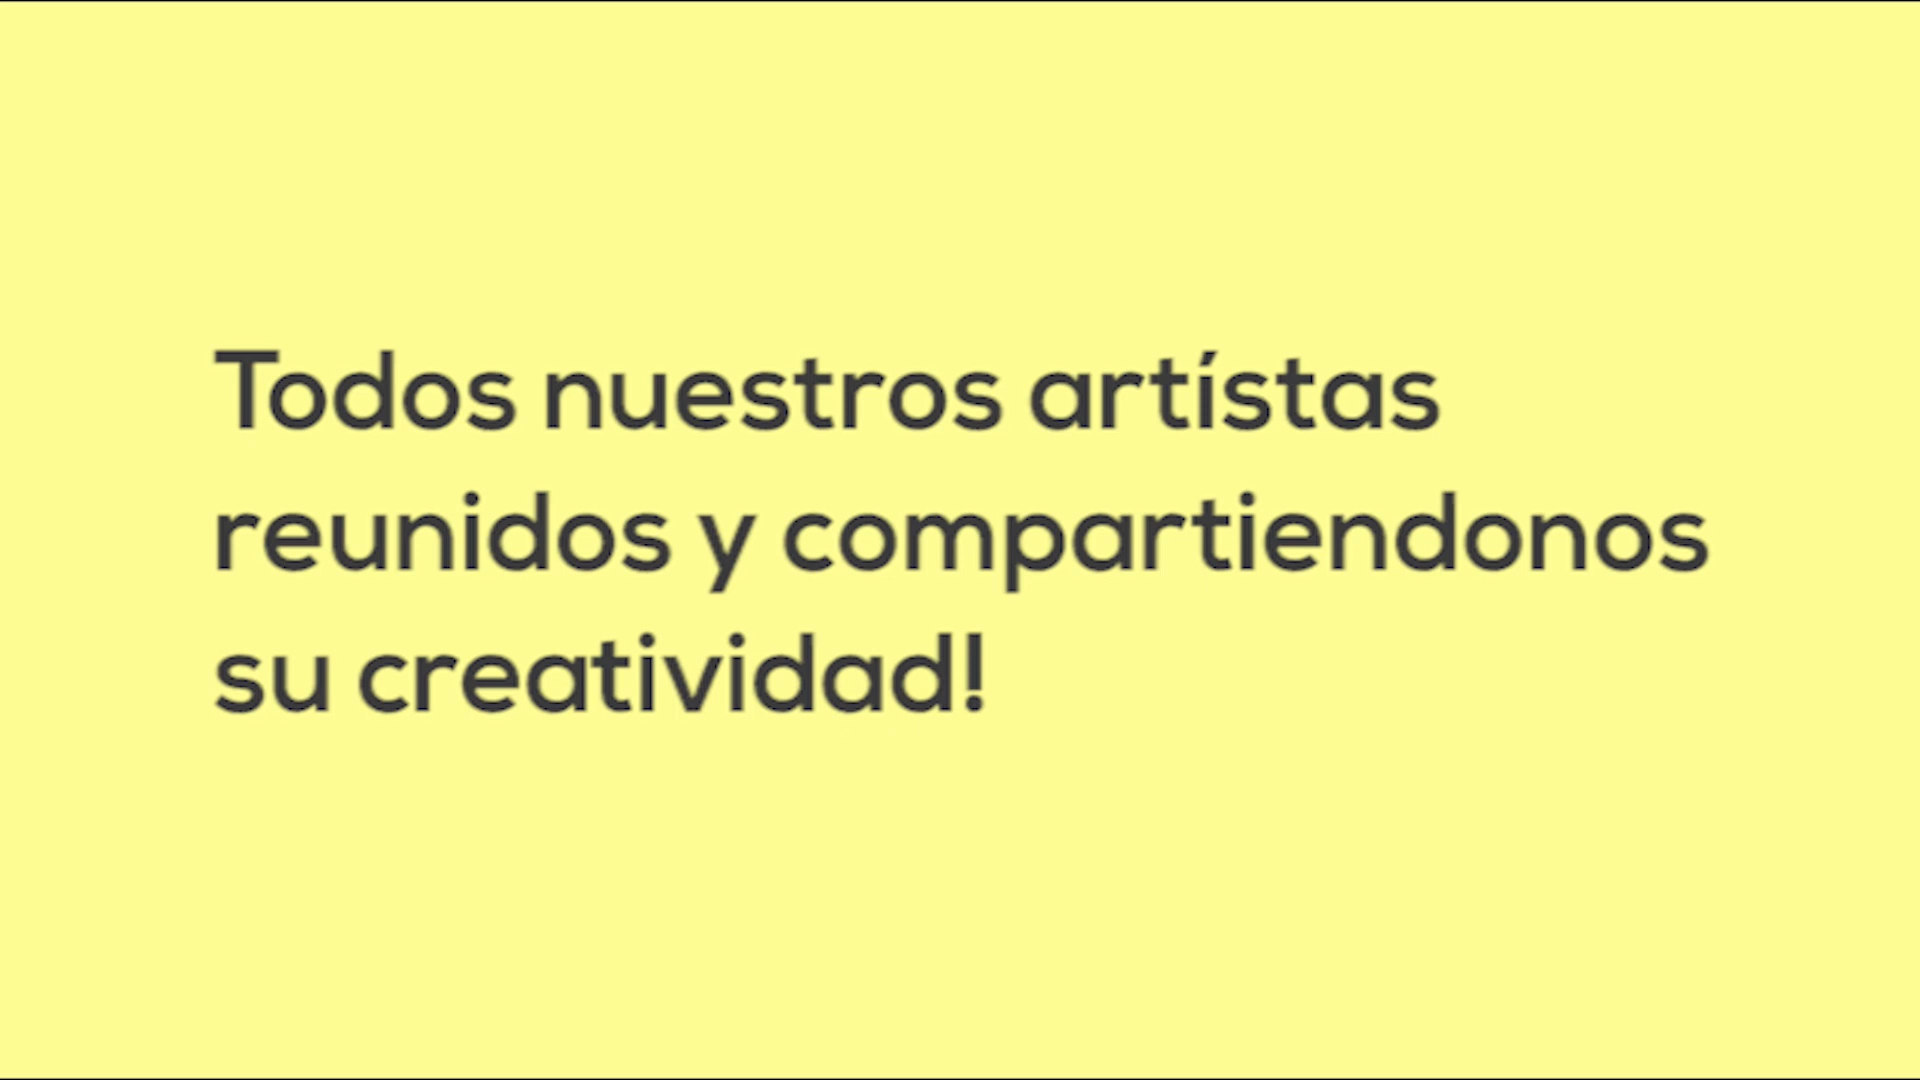 Todos nuestros artístas
reunidos y compartiendonos
su creatividad!